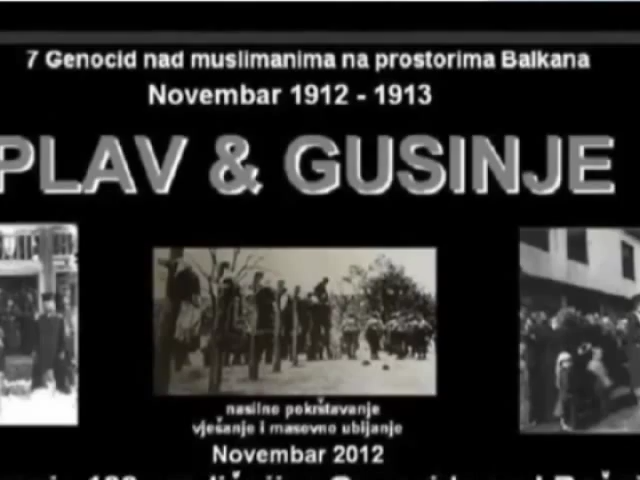 7 Genocid nad muslimanima na prostorima Balkana
Novembar 1912 - 1913
PLAV & GUSINJE
nasilno pokrštavanje
vješanje i masovno ubijanje
Novembar 2012